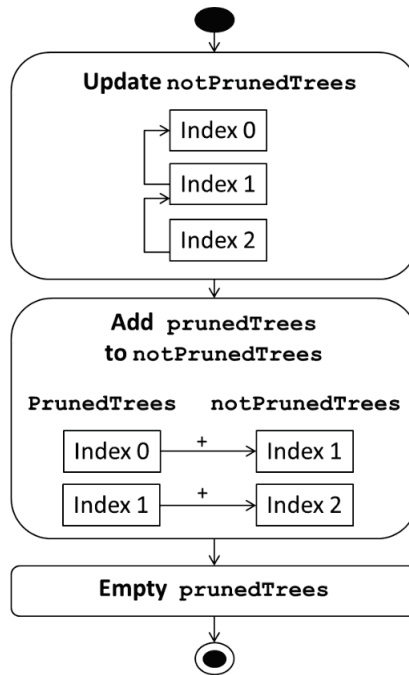 Update notPrunedTrees
Index 0
Index 1
Index 2
Add prunedTrees
to notPrunedTrees
PrunedTrees notPrunedTrees
Index 0 + Index 1
Index 1 + Index 2
Empty prunedTrees